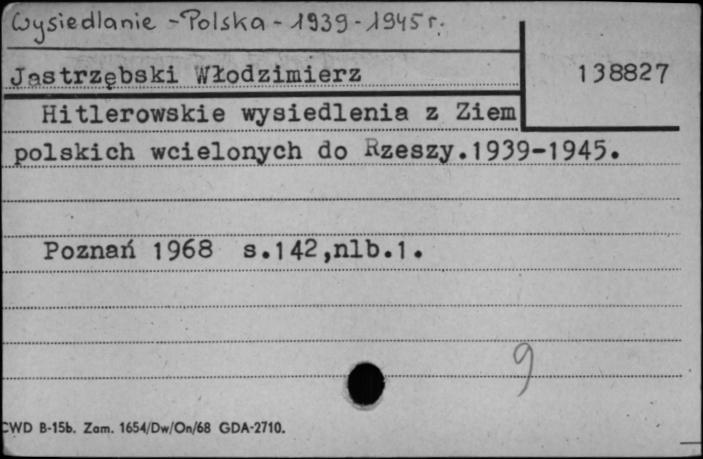 Wysiedlanie - Polska - 1939-1945 r.
Jastrzębski Włodzimierz
138827
Hitlerowskie wysiedlenia z Ziem
polskich wcielonych do Rzeszy.1939-1945.
Poznań 1968 s.142,nlb.1.
9
CWD B-15b. Zam. 1654/Dw/On/68 GDA-2710.